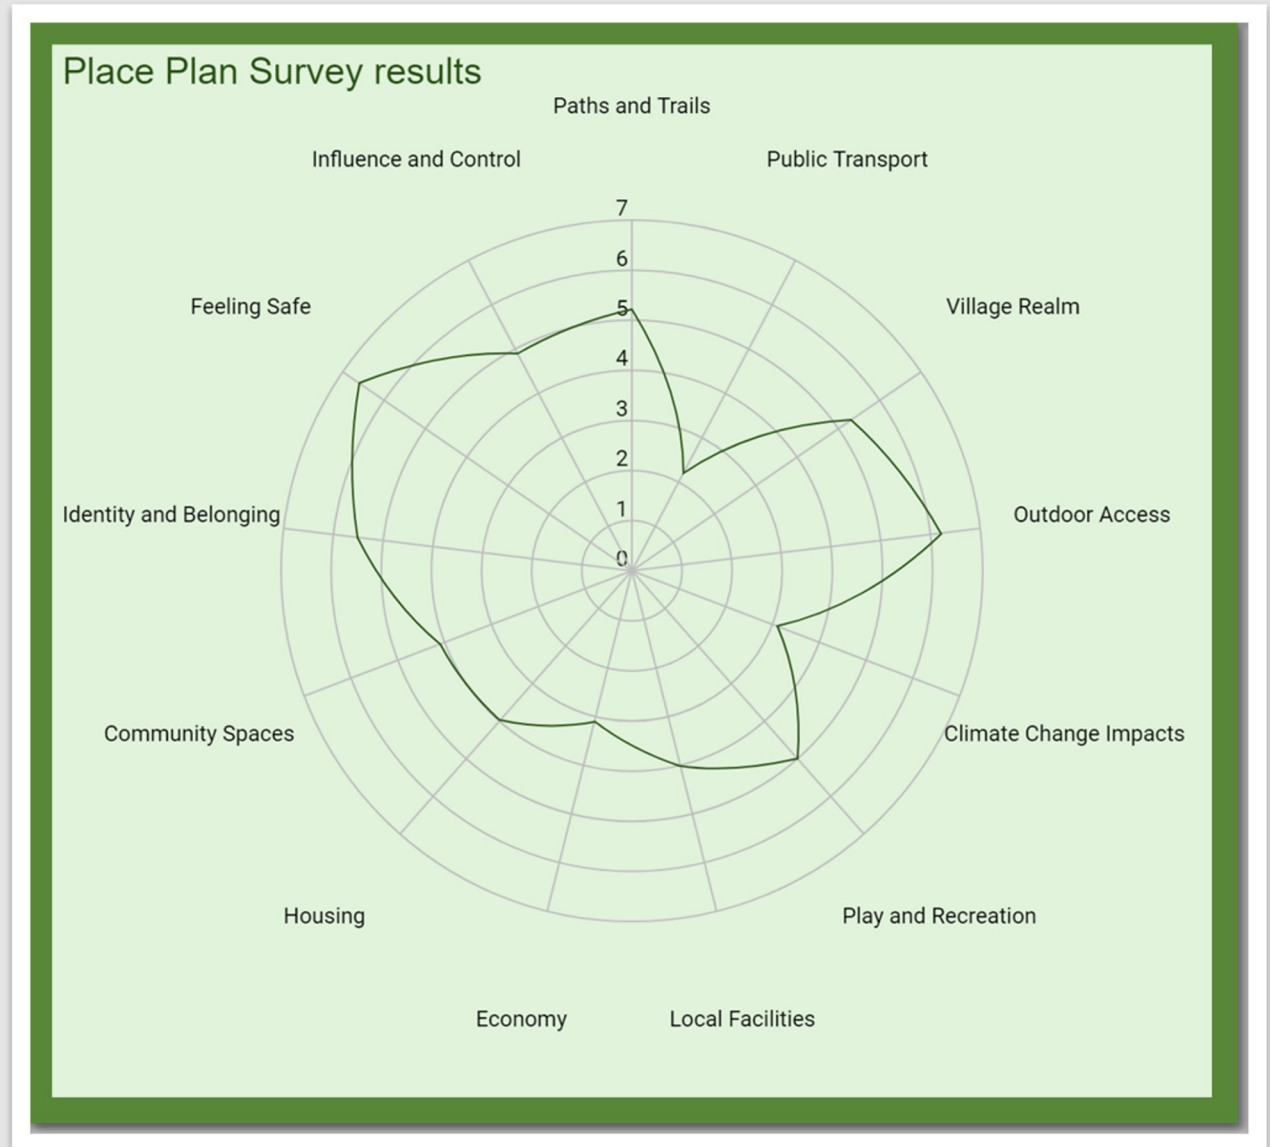 Place Plan Survey results
Paths and Trails
Influence and Control
Public Transport
7
6
Feeling Safe
5
Village Realm
4
3
2
Identity and Belonging
1
Outdoor Access
0
Community Spaces
Climate Change Impacts
Housing
Play and Recreation
Economy
Local Facilities